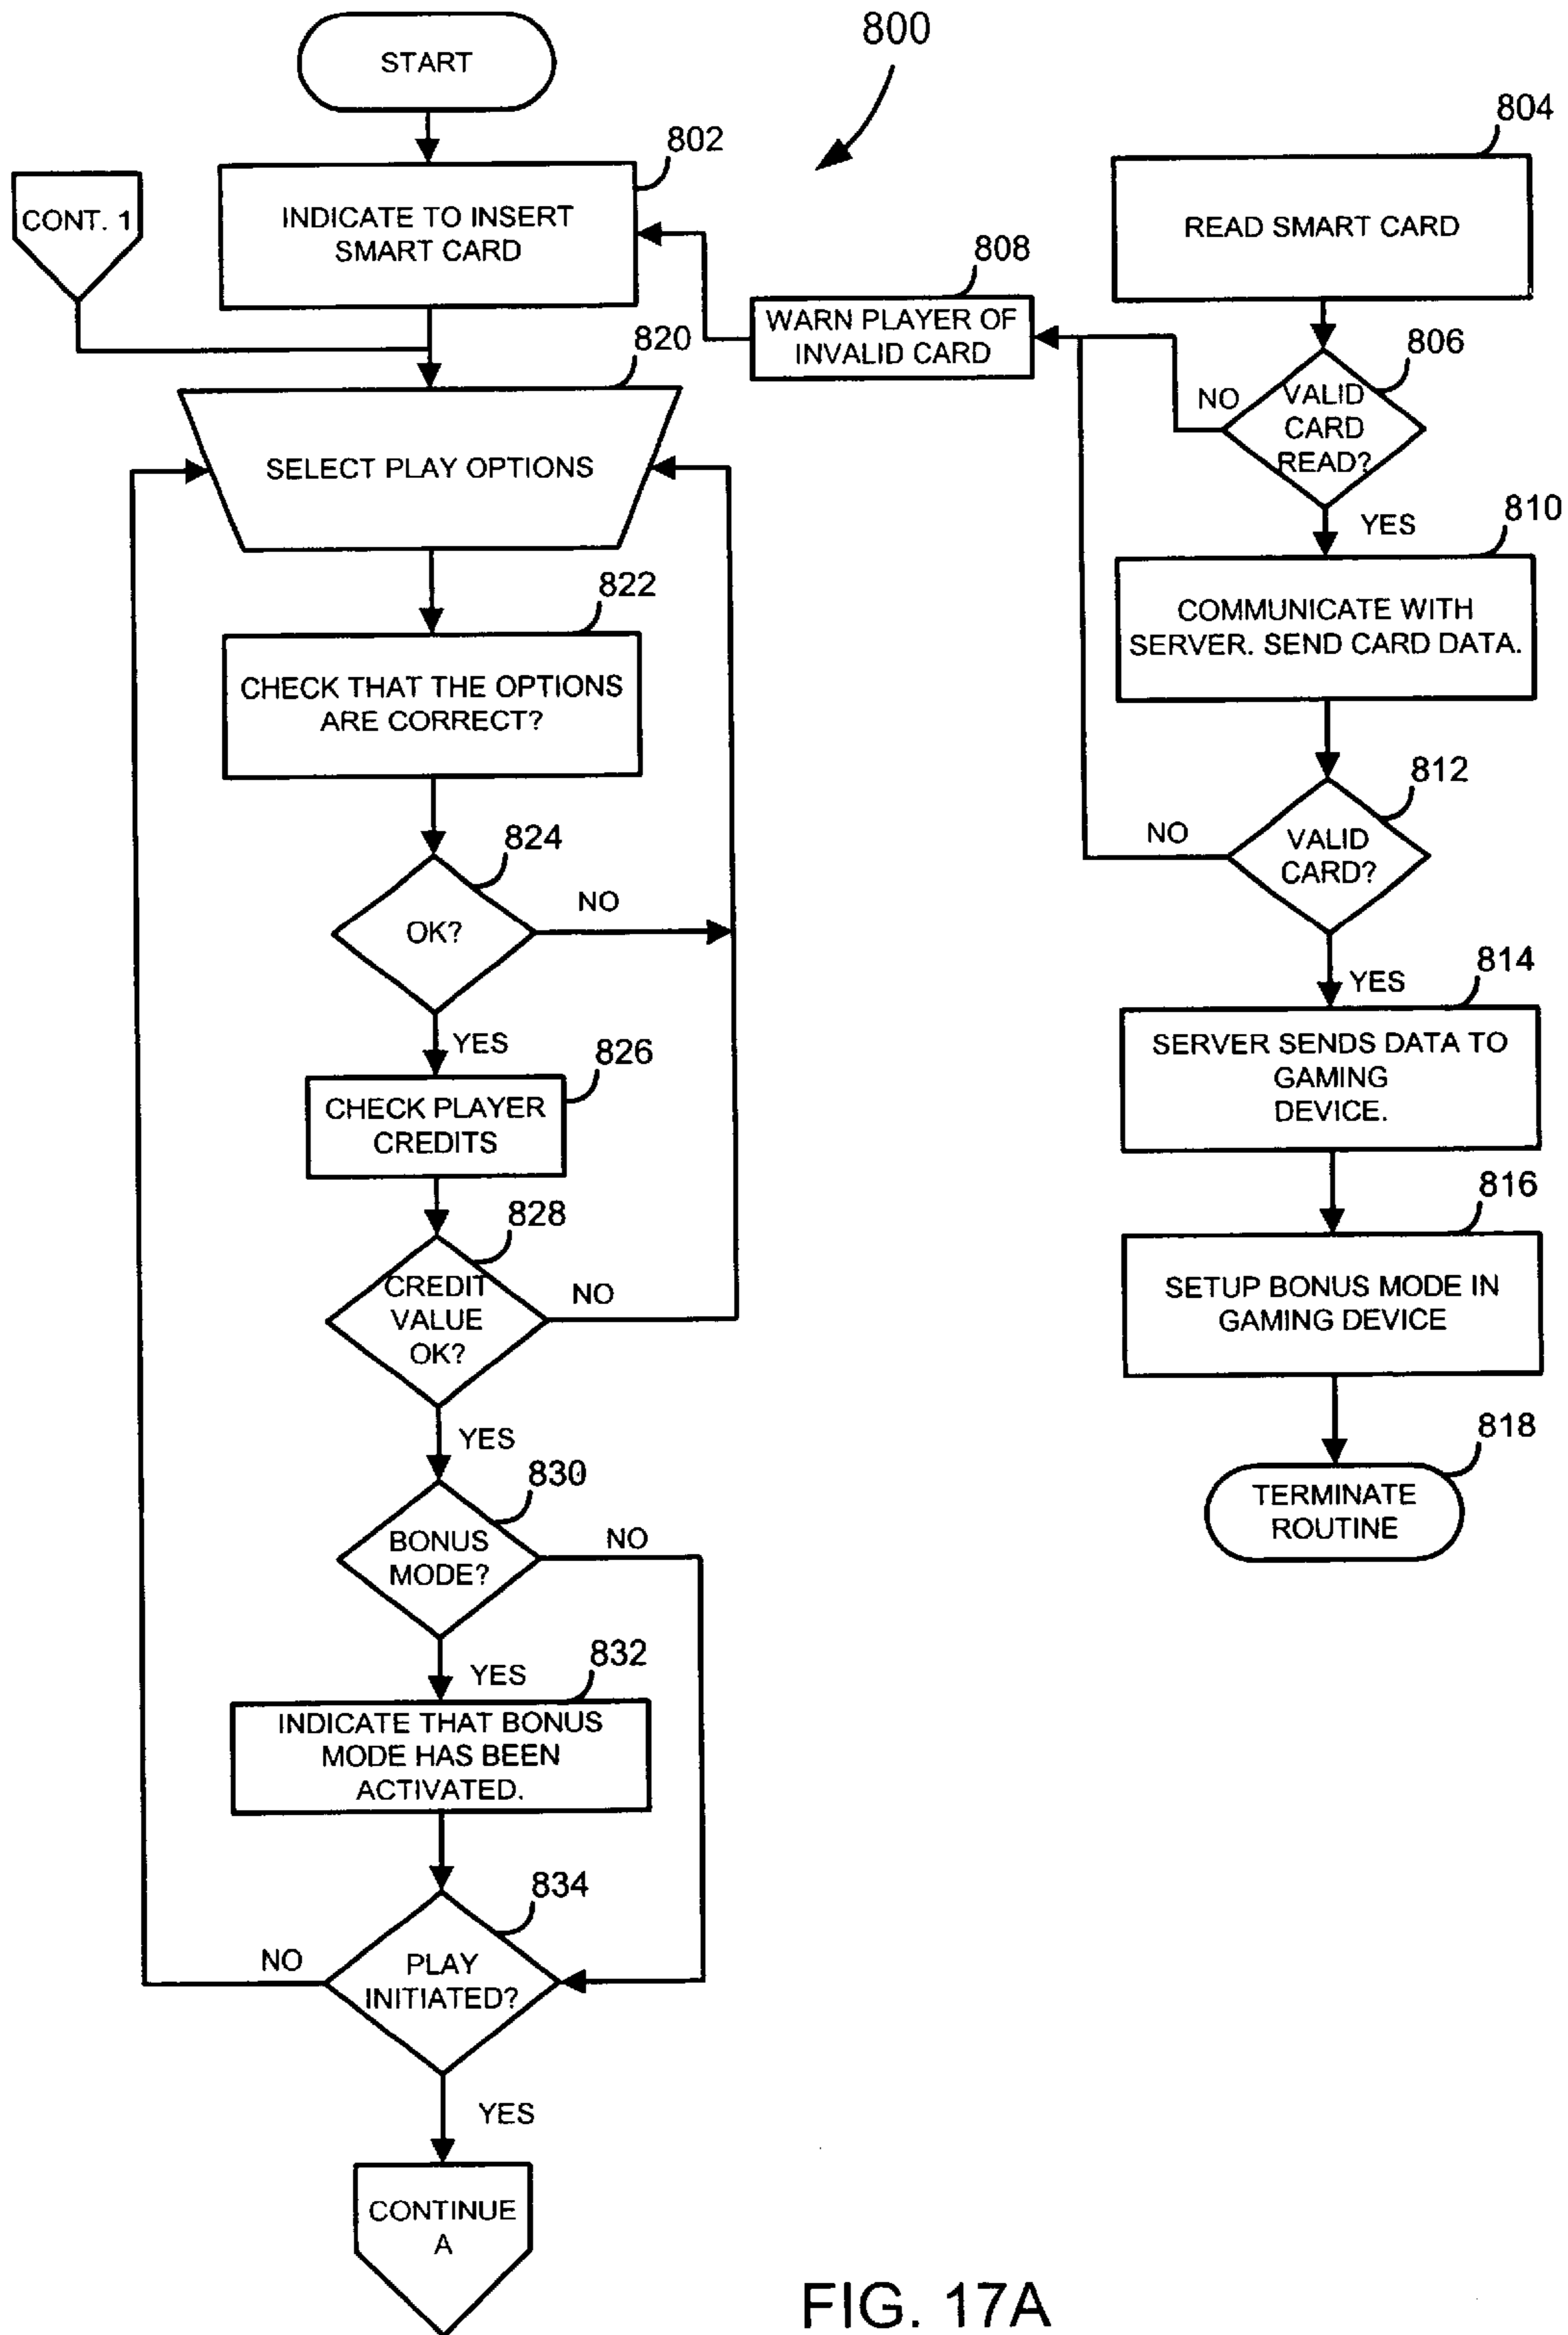 START
800
802
INDICATE TO INSERT
SMART CARD
CONT. 1
820
SELECT PLAY OPTIONS
822
CHECK THAT THE OPTIONS
ARE CORRECT?
824
OK?
NO
YES
826
CHECK PLAYER
CREDITS
828
CREDIT
VALUE
OK?
NO
YES
830
BONUS
MODE?
NO
YES
832
INDICATE THAT BONUS
MODE HAS BEEN
ACTIVATED.
834
PLAY
INITIATED?
NO
YES
CONTINUE
A
804
READ SMART CARD
806
VALID
CARD
READ?
NO
YES
808
WARN PLAYER OF
INVALID CARD
810
COMMUNICATE WITH
SERVER. SEND CARD DATA.
812
VALID
CARD?
NO
YES
814
SERVER SENDS DATA TO
GAMING
DEVICE.
816
SETUP BONUS MODE IN
GAMING DEVICE
818
TERMINATE
ROUTINE
FIG. 17A